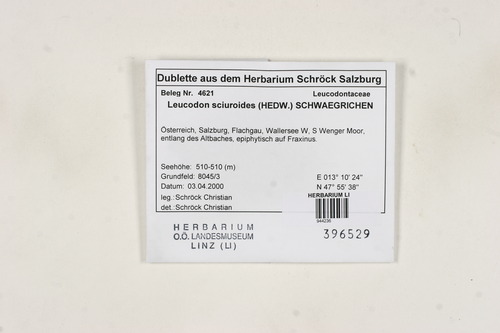 Dublette aus dem Herbarium Schröck Salzburg
Beleg Nr. 4621 Leucodontaceae
Leucodon sciuroides (HEDW.) SCHWAEGRICHEN
Österreich, Salzburg, Flachgau, Wallersee W, S Wenger Moor,
entlang des Altbaches, epiphytisch auf Fraxinus.
Seehöhe: 510-510 (m)
Grundfeld: 8045/3 E 013° 10' 24"
Datum: 03.04.2000 N 47° 55' 38"
leg.:Schröck Christian HERBARIUM LI
det.:Schröck Christian
944236
HERBARIUM
O.Ö. LANDESMUSEUM
LINZ (LI)
396529